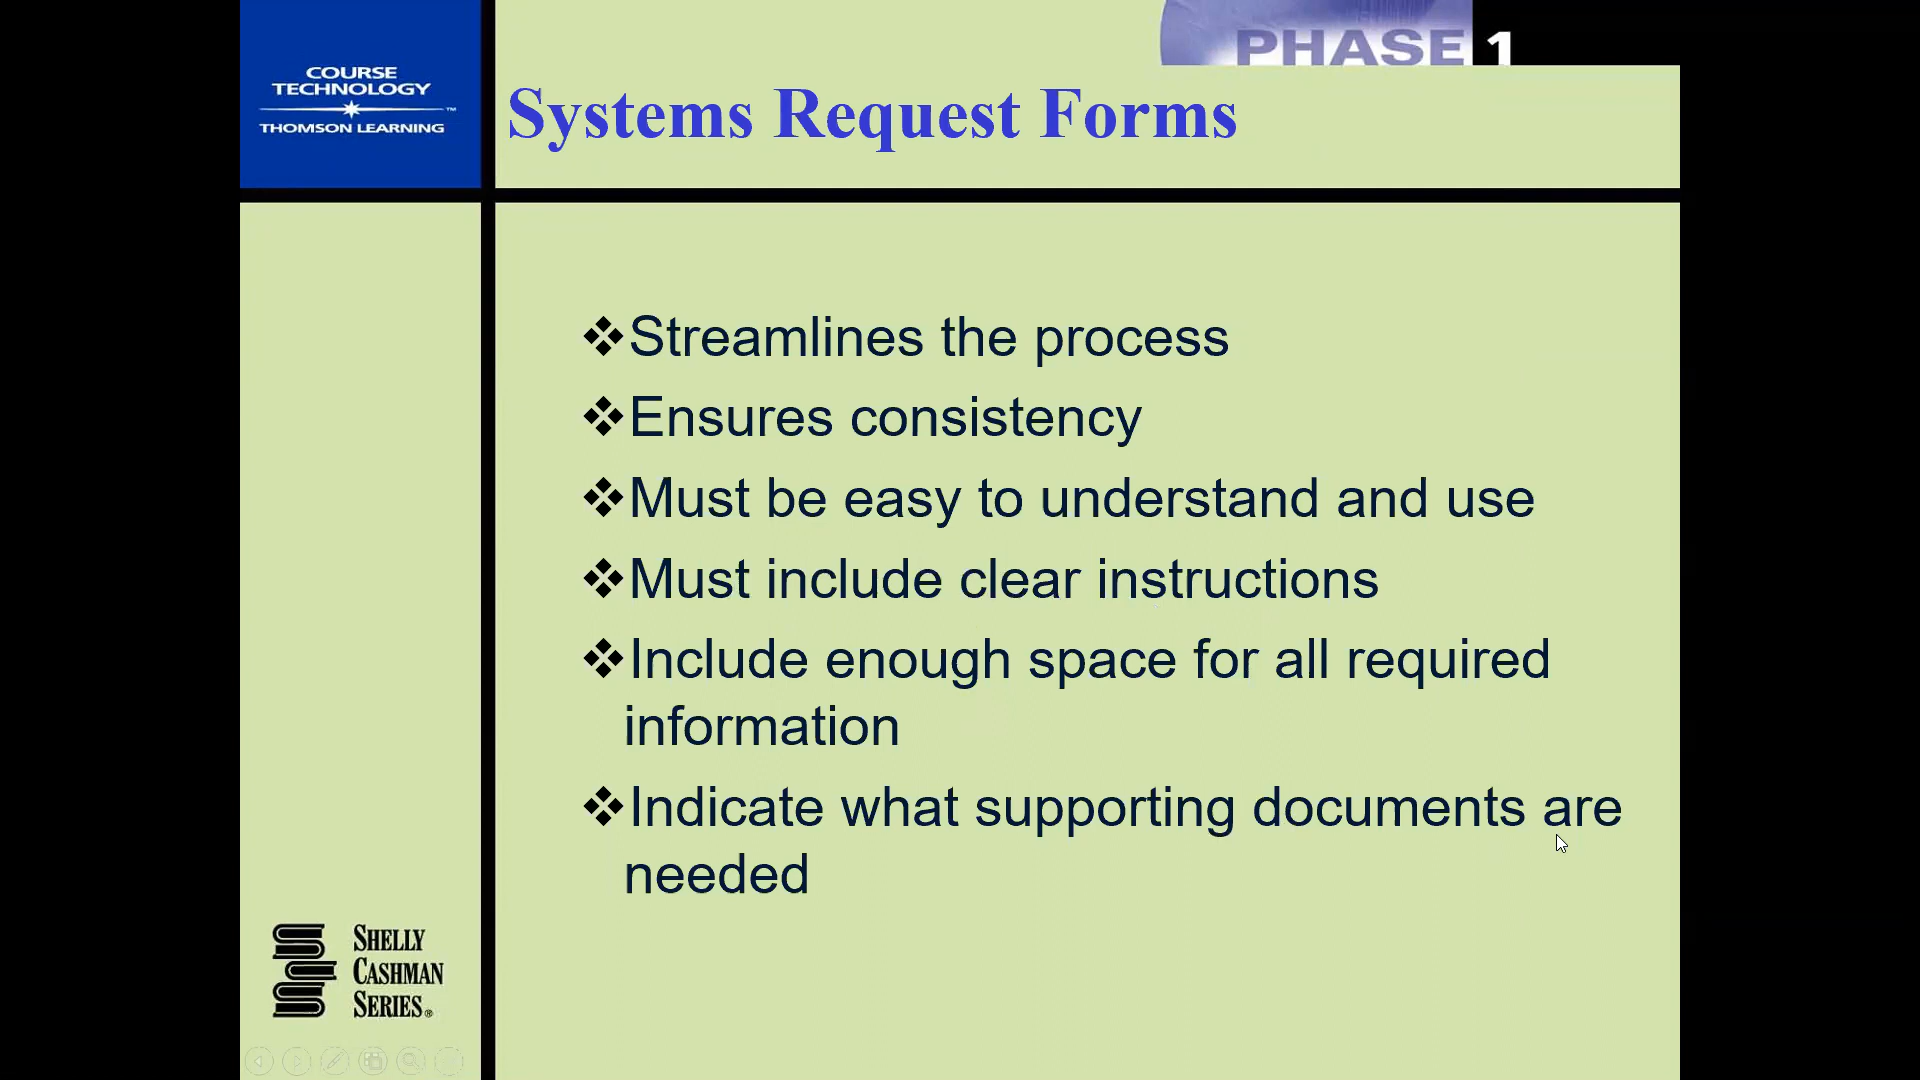 COURSE
TECHNOLOGY
™
THOMSON LEARNING
PHASE 1
Systems Request Forms
❖Streamlines the process
❖Ensures consistency
❖Must be easy to understand and use
❖Must include clear instructions
❖Include enough space for all required
information
❖Indicate what supporting documents are
needed
SHELLY
CASHMAN
SERIES®